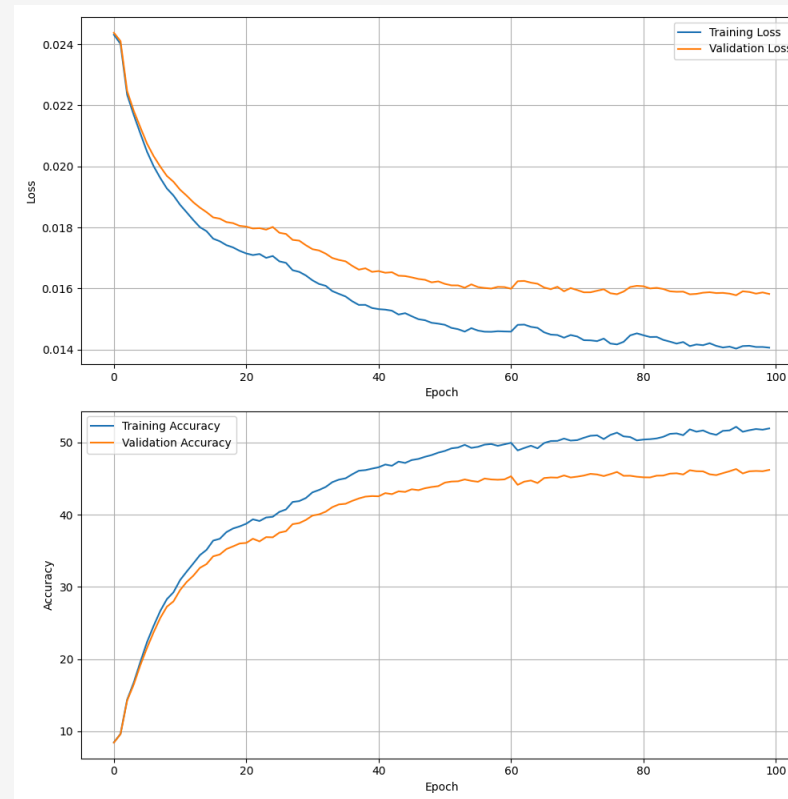 0.024
0.022
0.020
0.018
0.016
0.014
Loss
Training Loss
Validation Loss
0
20
40
60
80
100
Epoch
50
40
30
20
10
Accuracy
Training Accuracy
Validation Accuracy
0
20
40
60
80
100
Epoch